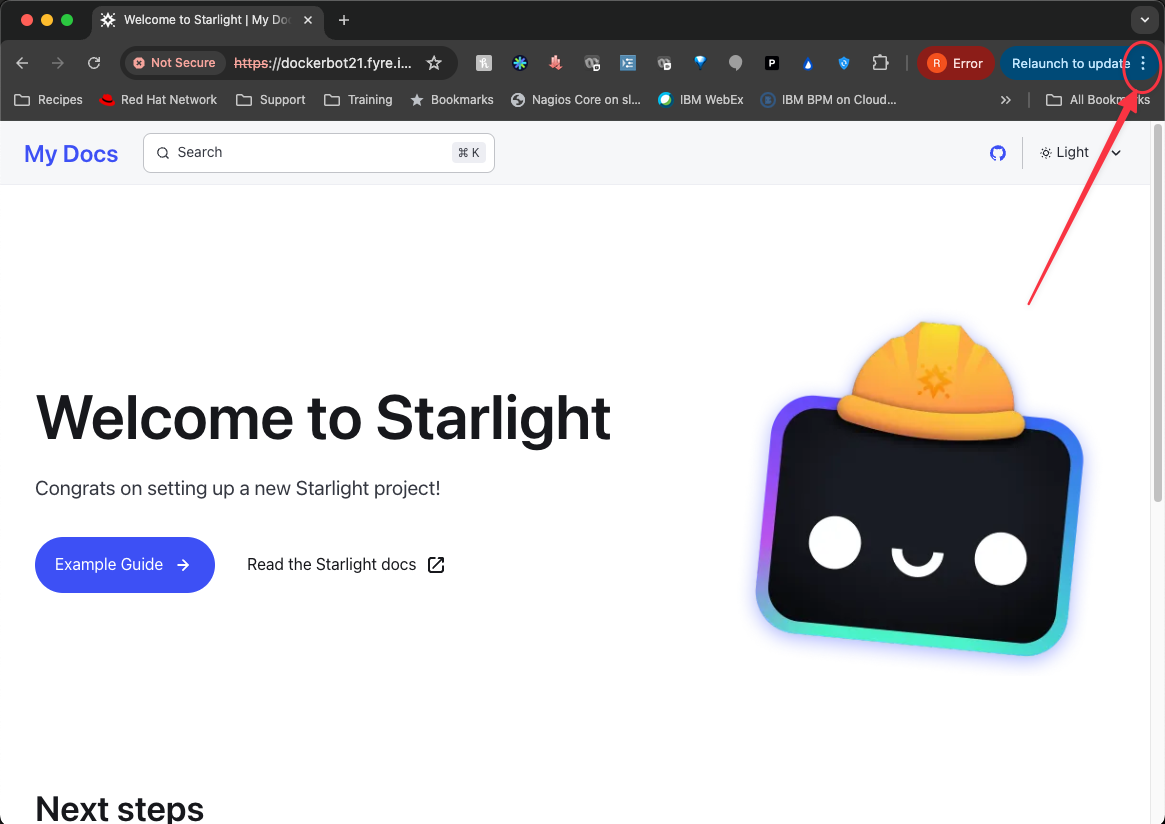 Welcome to Starlight | My Do
Not Secure https://dockerbot21.fyre.i... P R Error Relaunch to update
Recipes Red Hat Network Support Training Bookmarks Nagios Core on sl... IBM WebEx IBM BPM on Cloud... » All Bookmarks
My Docs Search ⌘ K Light
Welcome to Starlight
Congrats on setting up a new Starlight project!
Example Guide → Read the Starlight docs
Next steps